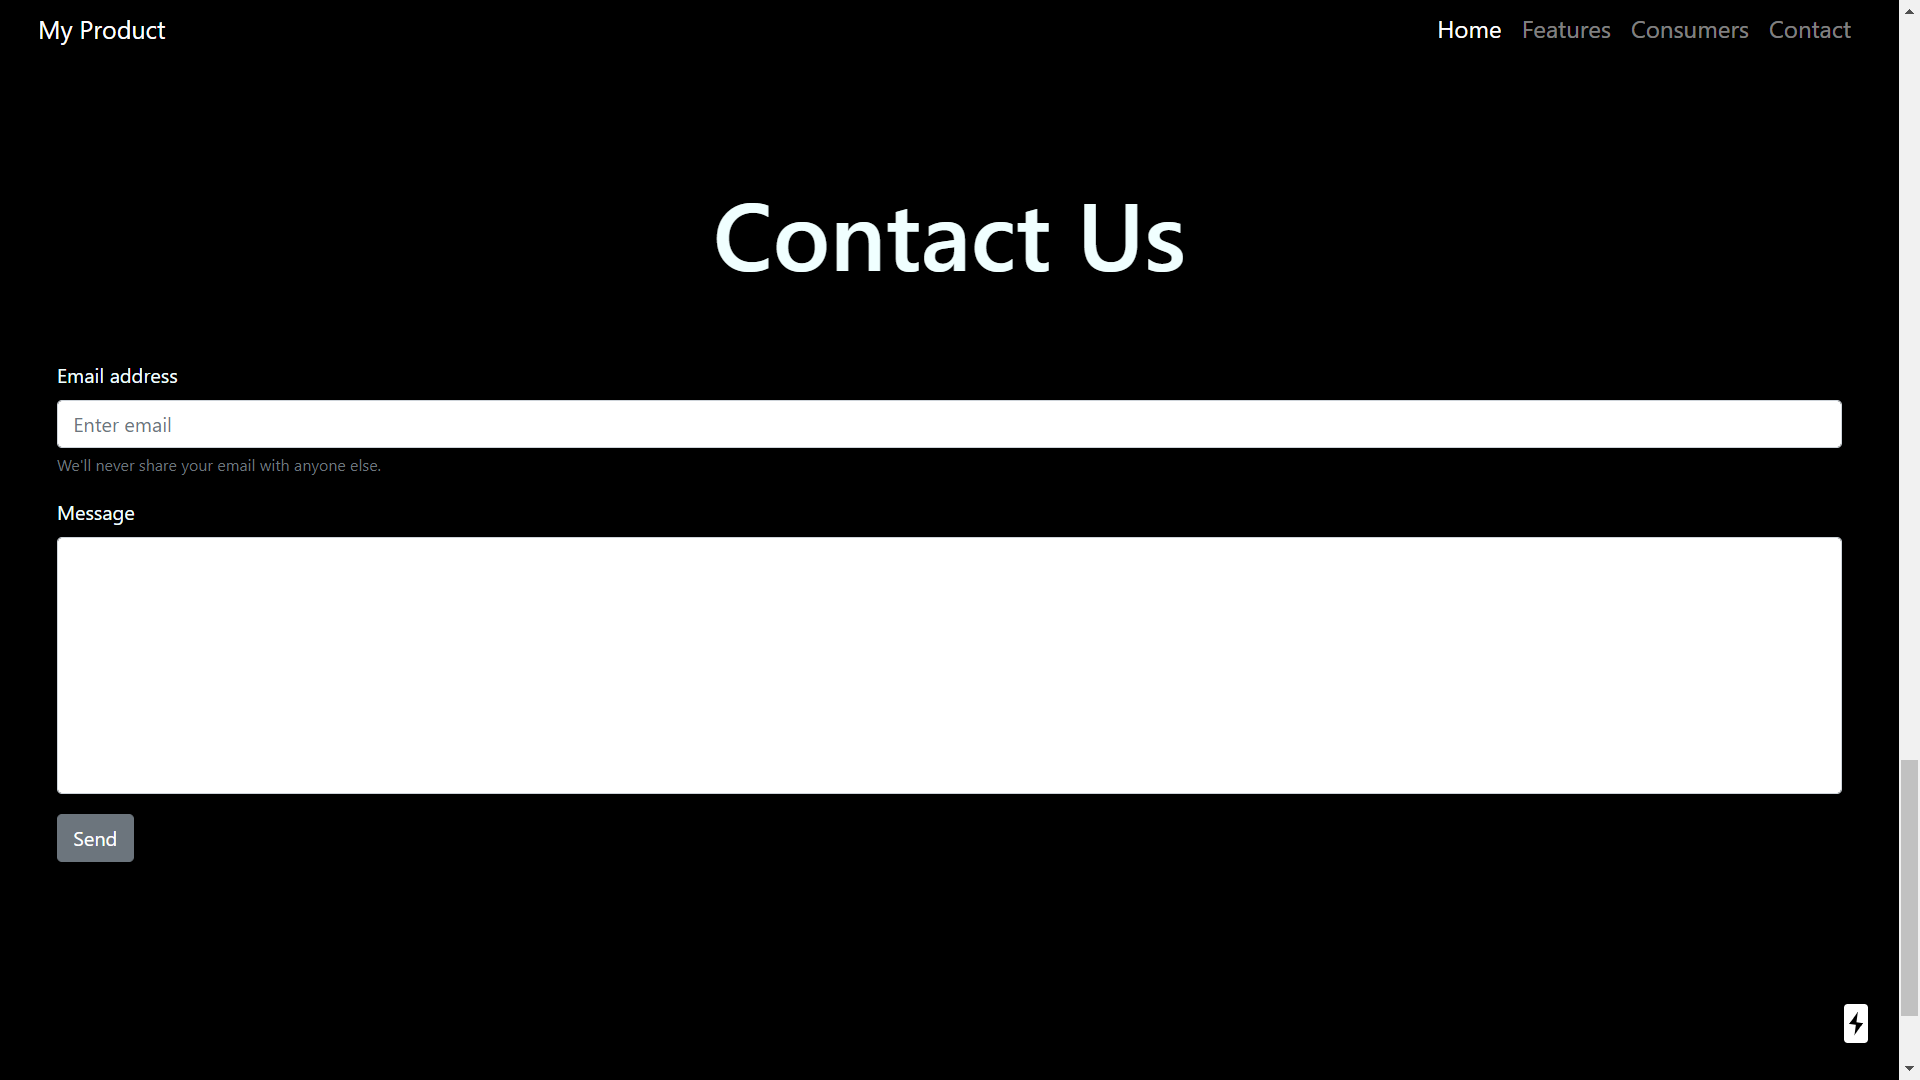 My Product
Home Features Consumers Contact
Contact Us
Email address
Enter email
We'll never share your email with anyone else.
Message
Send